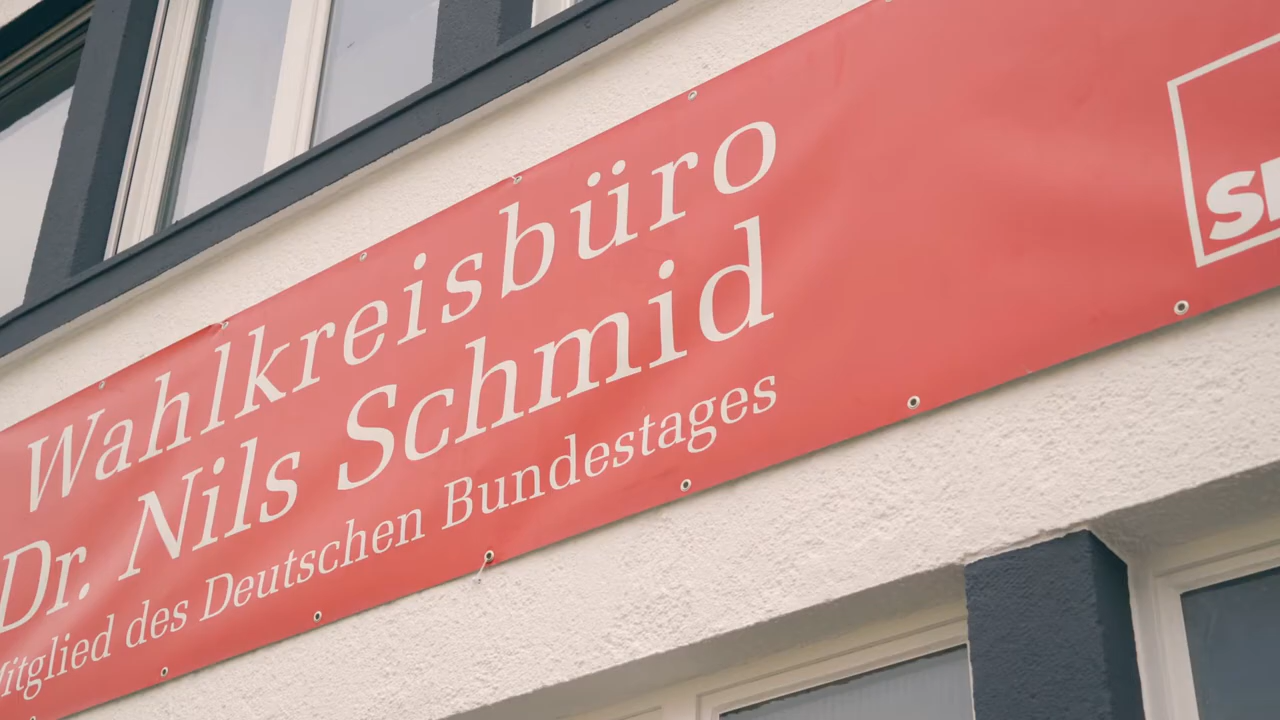 Wahlkreisbüro
Dr. Nils Schmid
Mitglied des Deutschen Bundestages